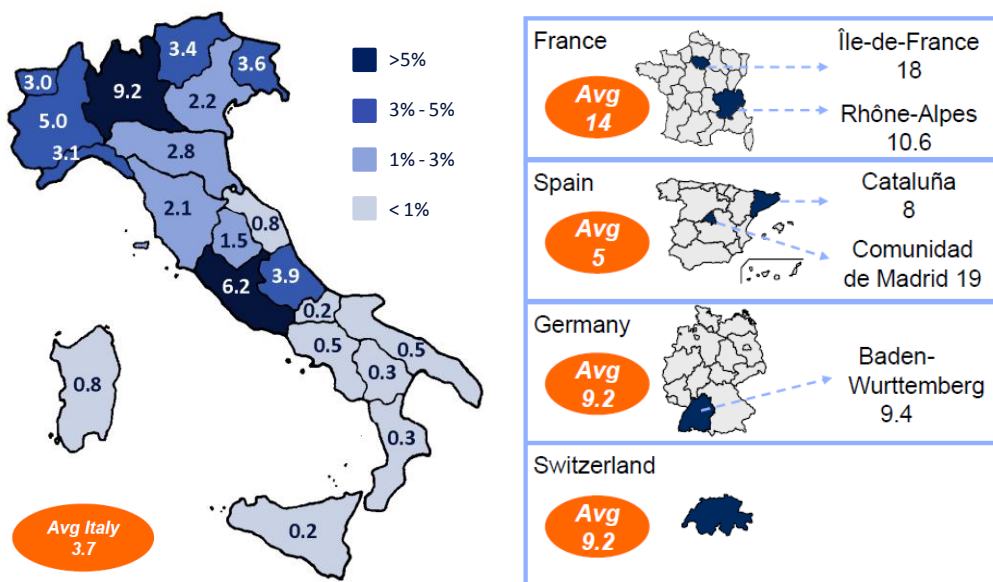 3.4
3.6
3.0
9.2
2.2
5.0
3.1
2.8
2.1
0.8
1.5
6.2
3.9
0.2
0.5
0.5
0.3
0.8
0.3
0.2
Avg Italy
3.7
>5%
3% - 5%
1% - 3%
< 1%
France
Avg
14
Île-de-France
18
Rhône-Alpes
10.6
Spain
Avg
5
Cataluña
8
Comunidad
de Madrid 19
Germany
Avg
9.2
Baden-
Wurttemberg
9.4
Switzerland
Avg
9.2